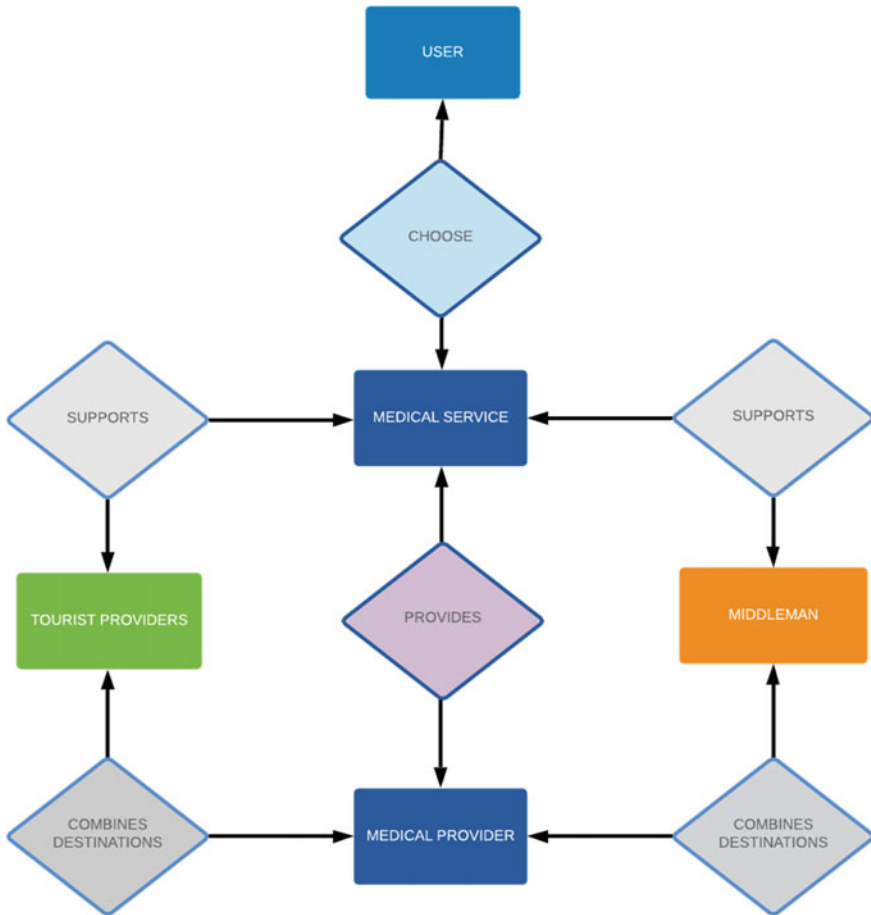 USER
CHOOSE
SUPPORTS
MEDICAL SERVICE
SUPPORTS
TOURIST PROVIDERS
PROVIDES
MIDDLEMAN
COMBINES
DESTINATIONS
MEDICAL PROVIDER
COMBINES
DESTINATIONS